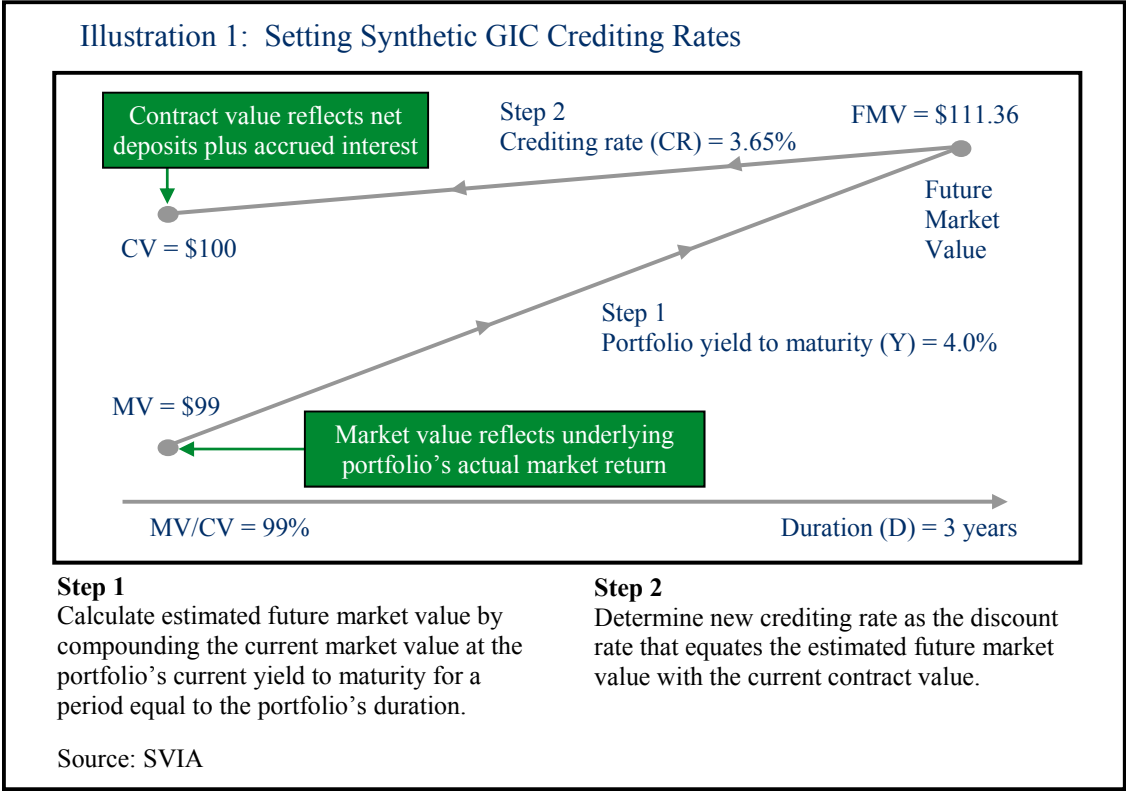 Illustration 1:  Setting Synthetic GIC Crediting Rates
Contract value reflects net
deposits plus accrued interest
Step 2
Crediting rate (CR) = 3.65%
FMV = $111.36
Future
Market
Value
CV = $100
Step 1
Portfolio yield to maturity (Y) = 4.0%
MV = $99
Market value reflects underlying
portfolio’s actual market return
MV/CV = 99%
Duration (D) = 3 years
Step 1
Calculate estimated future market value by
compounding the current market value at the
portfolio’s current yield to maturity for a
period equal to the portfolio’s duration.
Step 2
Determine new crediting rate as the discount
rate that equates the estimated future market
value with the current contract value.
Source: SVIA